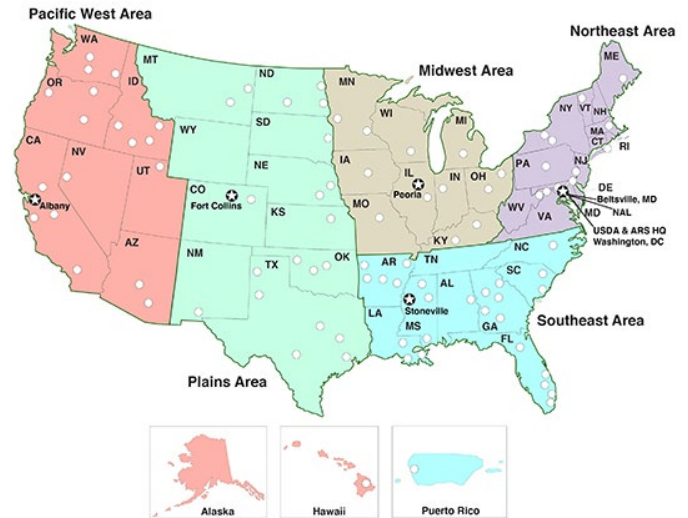 Pacific West Area
Northeast Area
Midwest Area
WA
MT
ND
MN
ME
OR
ID
WI
MI
NY
VT
NH
SD
MA
CT
RI
WY
CA
NV
UT
NE
IA
IL
Peoria
IN
OH
PA
NJ
CO
Fort Collins
Albany
KS
MO
WV
VA
DE
Beltsville, MD
MD
NAL
KY
USDA & ARS HQ
Washington, DC
AZ
NM
TX
OK
AR
TN
NC
SC
AL
Stoneville
LA
MS
GA
FL
Southeast Area
Plains Area
Alaska
Hawaii
Puerto Rico